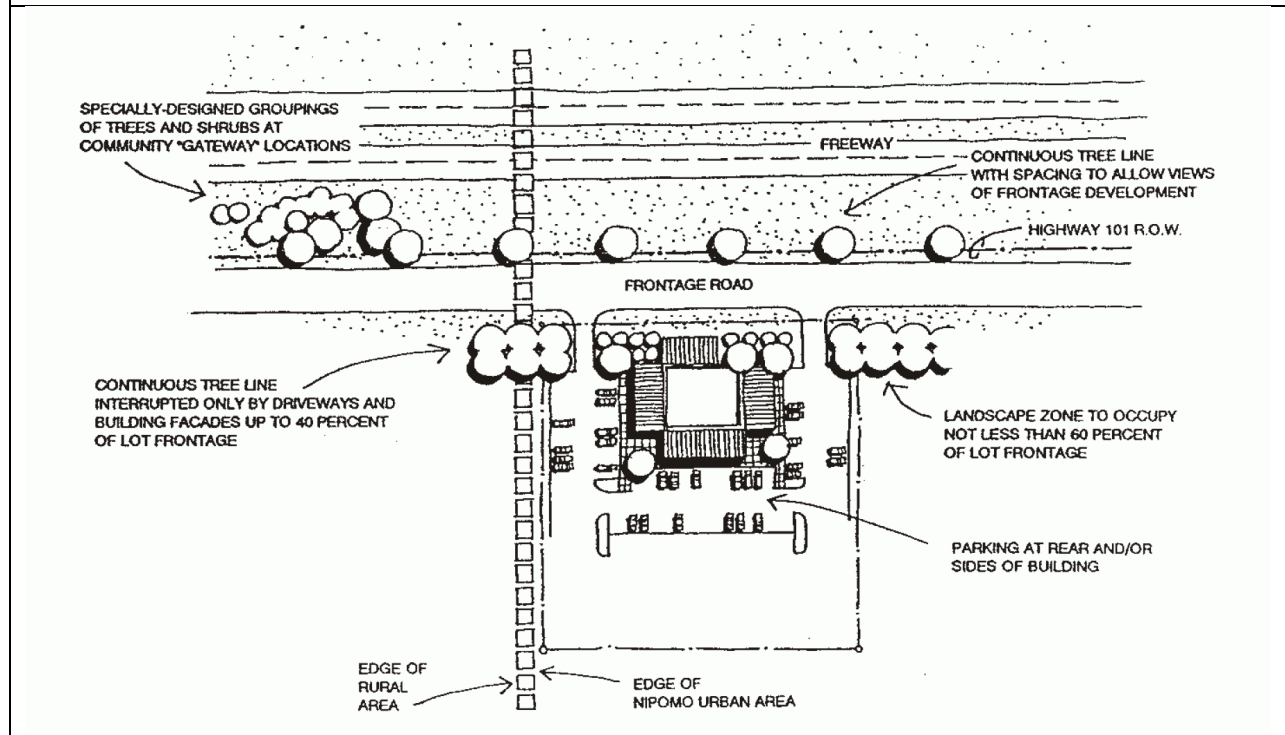 SPECIALLY-DESIGNED GROUPINGS
OF TREES AND SHRUBS AT
COMMUNITY "GATEWAY" LOCATIONS
FREEWAY
CONTINUOUS TREE LINE
WITH SPACING TO ALLOW VIEWS
OF FRONTAGE DEVELOPMENT
HIGHWAY 101 R.O.W.
FRONTAGE ROAD
CONTINUOUS TREE LINE
INTERRUPTED ONLY BY DRIVEWAYS AND
BUILDING FACADES UP TO 40 PERCENT
OF LOT FRONTAGE
LANDSCAPE ZONE TO OCCUPY
NOT LESS THAN 60 PERCENT
OF LOT FRONTAGE
PARKING AT REAR AND/OR
SIDES OF BUILDING
EDGE OF
RURAL
AREA
EDGE OF
NIPOMO URBAN AREA